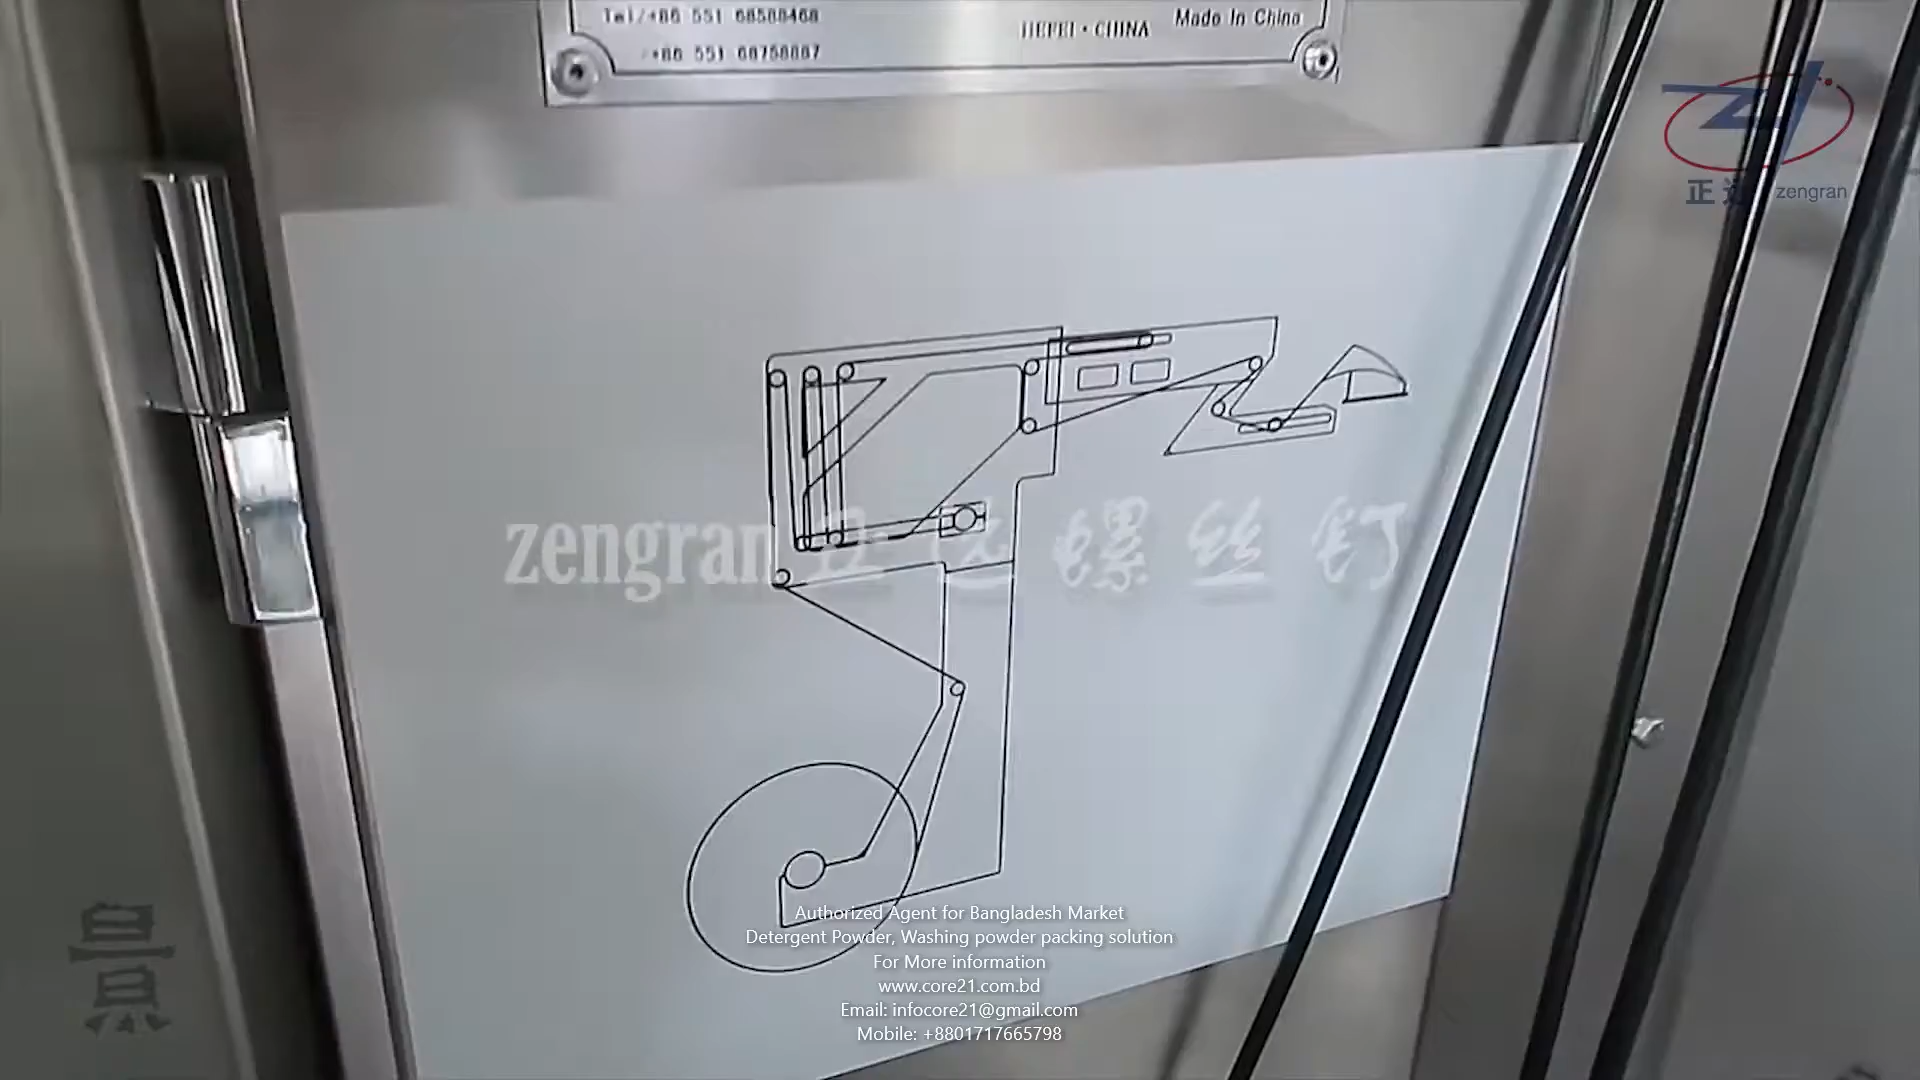 Tel/+86 551 68588468
HEFEI·CHINA
Made In China
+86 551 68758887
zengran
zengran 正远螺丝钉
Authorized Agent for Bangladesh Market
Detergent Powder, Washing powder packing solution
For More information
www.core21.com.bd
Email: infocore21@gmail.com
Mobile: +8801717665798